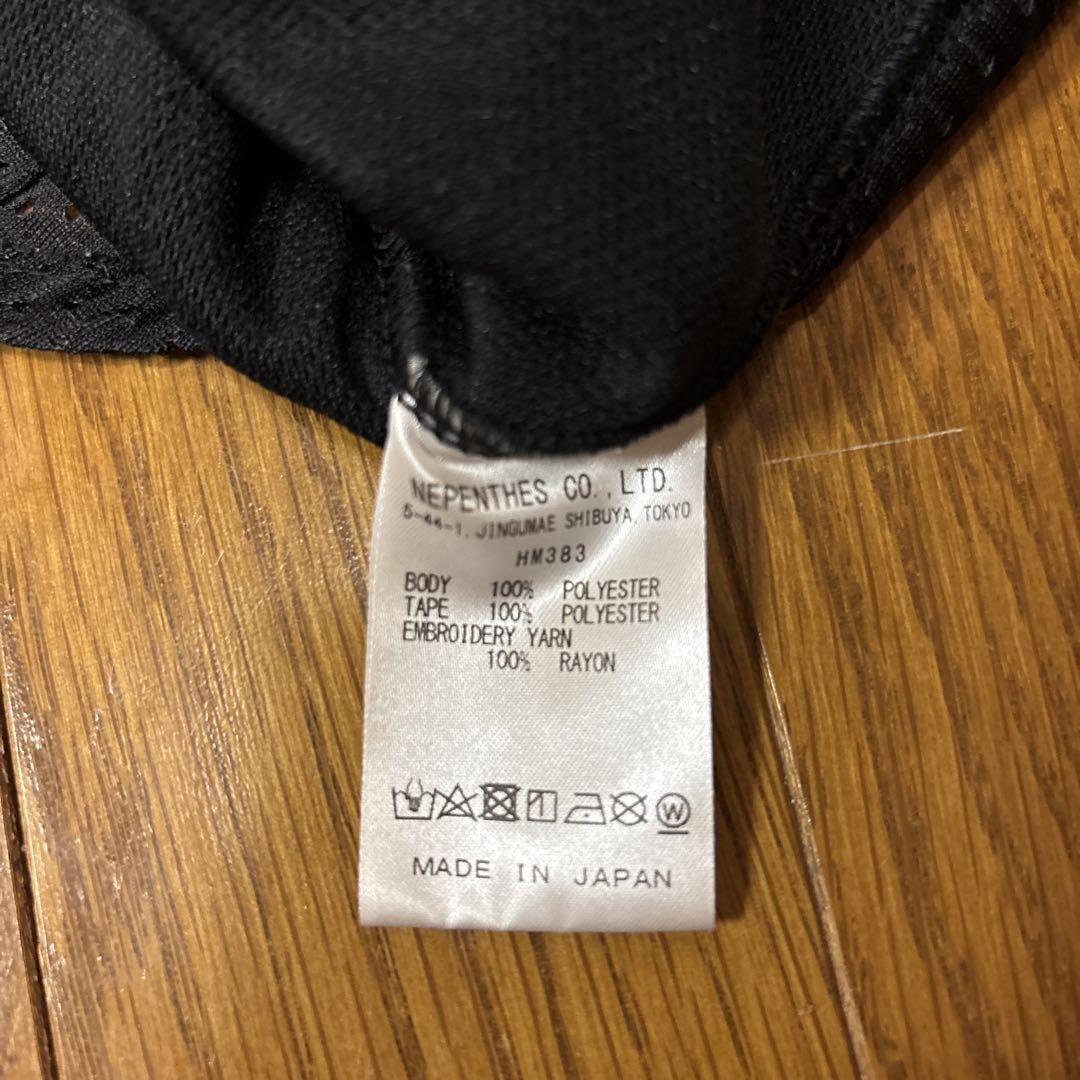 NEPENTHES CO., LTD.
5-44-1, JINGUMAE SHIBUYA, TOKYO
HM383
BODY 100% POLYESTER
TAPE 100% POLYESTER
EMBROIDERY YARN
100% RAYON
W
MADE IN JAPAN